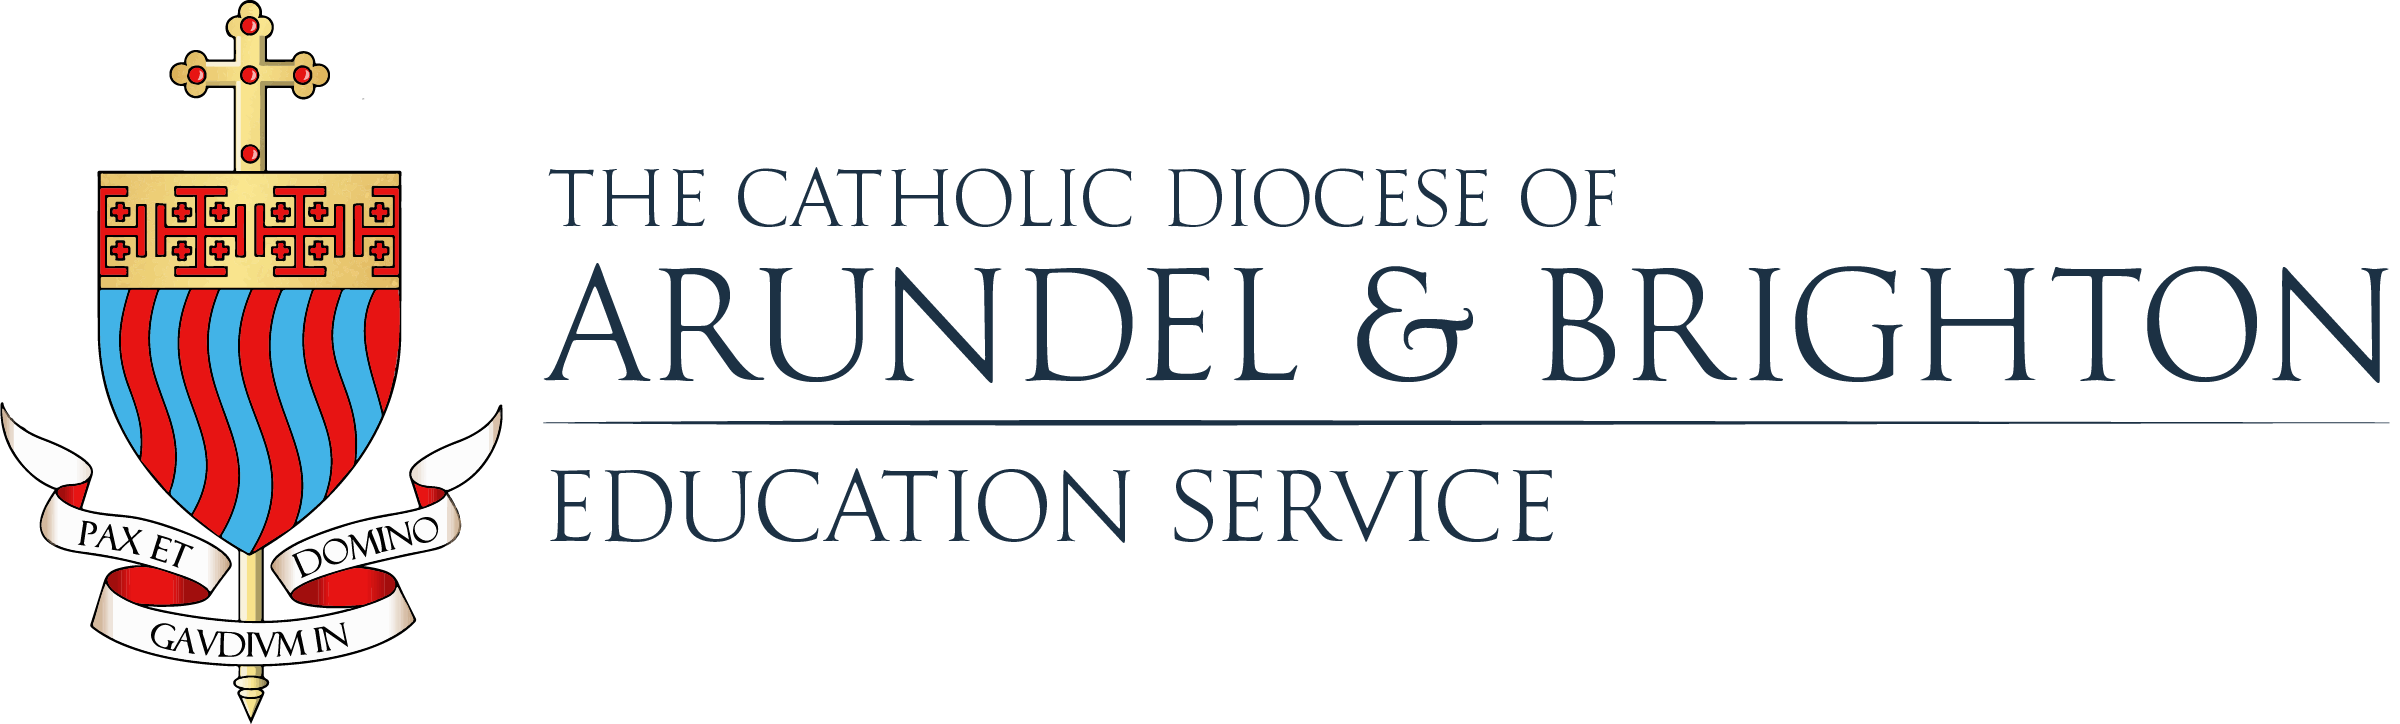 THE CATHOLIC DIOCESE OF
ARUNDEL & BRIGHTON
EDUCATION SERVICE
PAX ET
GAVDIVM IN
DOMINO